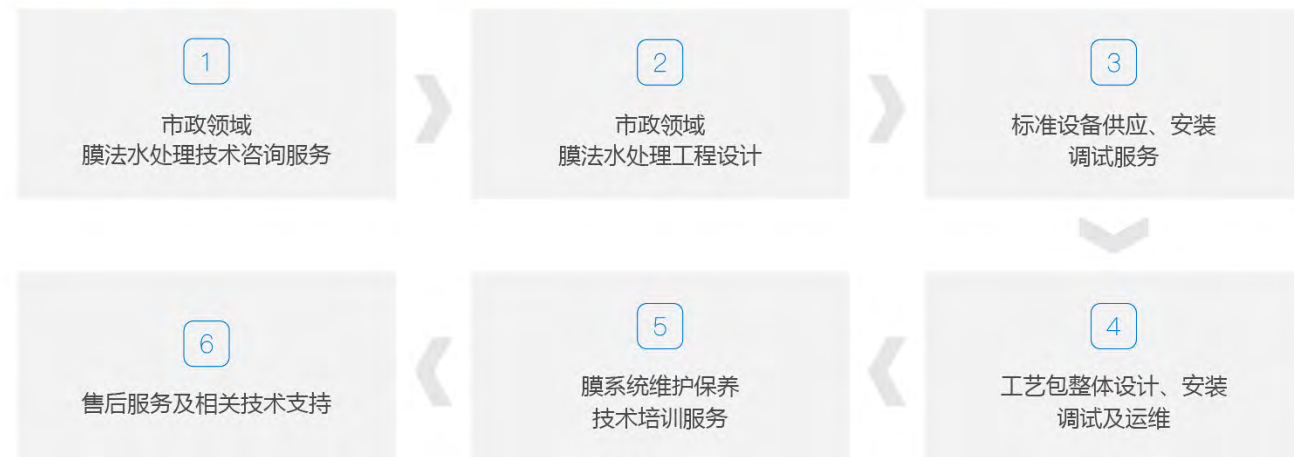 1
市政领域
膜法水处理技术咨询服务
2
市政领域
膜法水处理工程设计
3
标准设备供应、安装
调试服务
4
工艺包整体设计、安装
调试及运维
5
膜系统维护保养
技术培训服务
6
售后服务及相关技术支持